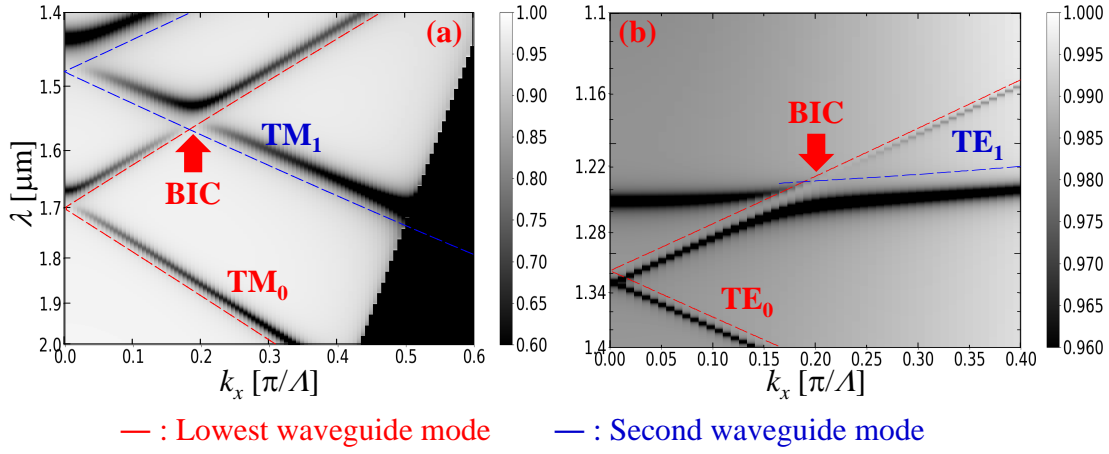 (a)
TM₁
BIC
TM₀
1.4
1.5
1.6
1.7
1.8
1.9
2.0
λ [μm]
0.0 0.1 0.2 0.3 0.4 0.5 0.6
kₓ [π/Λ]
1.00
0.95
0.90
0.85
0.80
0.75
0.70
0.65
0.60
(b)
BIC
TE₁
TE₀
1.1
1.16
1.22
1.28
1.34
1.4
0.00 0.05 0.10 0.15 0.20 0.25 0.30 0.35 0.40
kₓ [π/Λ]
1.000
0.995
0.990
0.985
0.980
0.975
0.970
0.965
0.960
— : Lowest waveguide mode — : Second waveguide mode